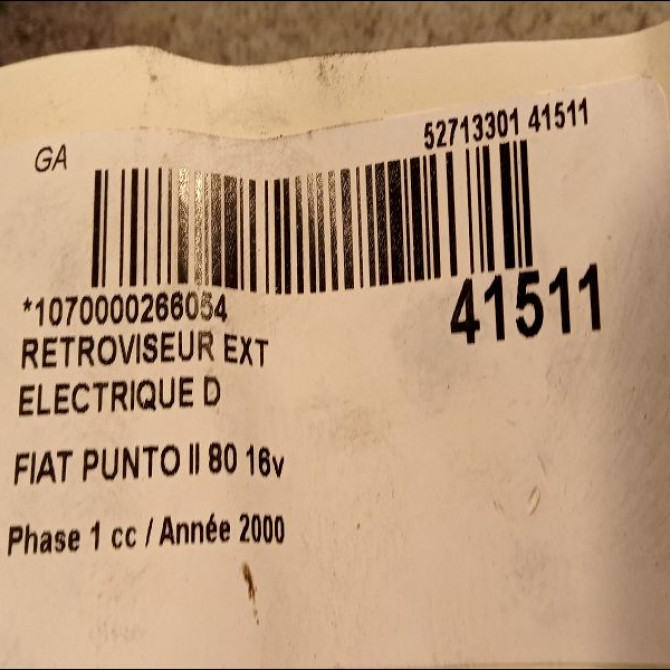 GA
52713301 41511
*1070000266054
41511
RETROVISEUR EXT
ELECTRIQUE D
FIAT PUNTO II 80 16v
Phase 1 cc / Année 2000